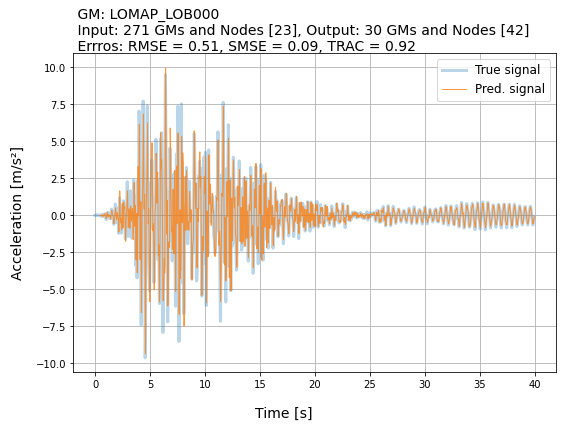 GM: LOMAP_LOB000
Input: 271 GMs and Nodes [23], Output: 30 GMs and Nodes [42]
Errros: RMSE = 0.51, SMSE = 0.09, TRAC = 0.92
True signal
Pred. signal
10.0
7.5
5.0
2.5
0.0
−2.5
−5.0
−7.5
−10.0
Acceleration [m/s²]
0 5 10 15 20 25 30 35 40
Time [s]